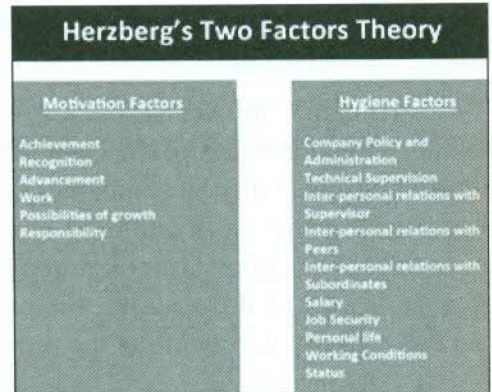 Herzberg's Two Factors Theory
Motivation Factors
Achievement
Recognition
Advancement
Work
Possibilities of growth
Responsibility
Hygiene Factors
Company Policy and
Administration
Technical Supervision
Inter-personal relations with
Supervisor
Inter-personal relations with
Peers
Inter-personal relations with
Subordinates
Salary
Job Security
Personal life
Working Conditions
Status